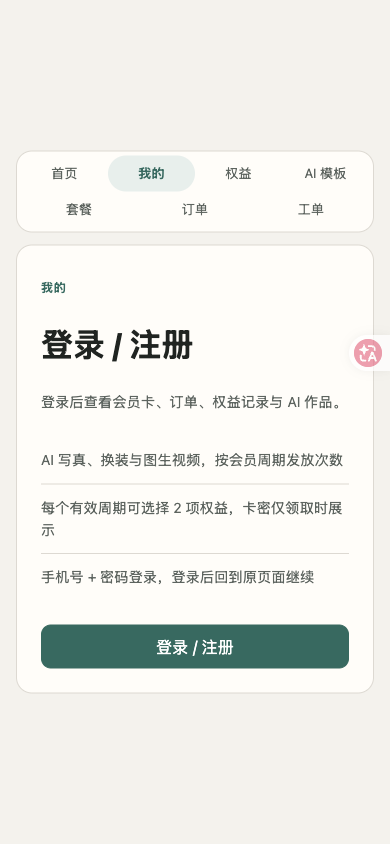 首页 我的 权益 AI 模板
套餐 订单 工单
我的
登录 / 注册
登录后查看会员卡、订单、权益记录与 AI 作品。
AI 写真、换装与图生视频，按会员周期发放次数
每个有效周期可选择 2 项权益，卡密仅领取时展
示
手机号 + 密码登录，登录后回到原页面继续
登录 / 注册